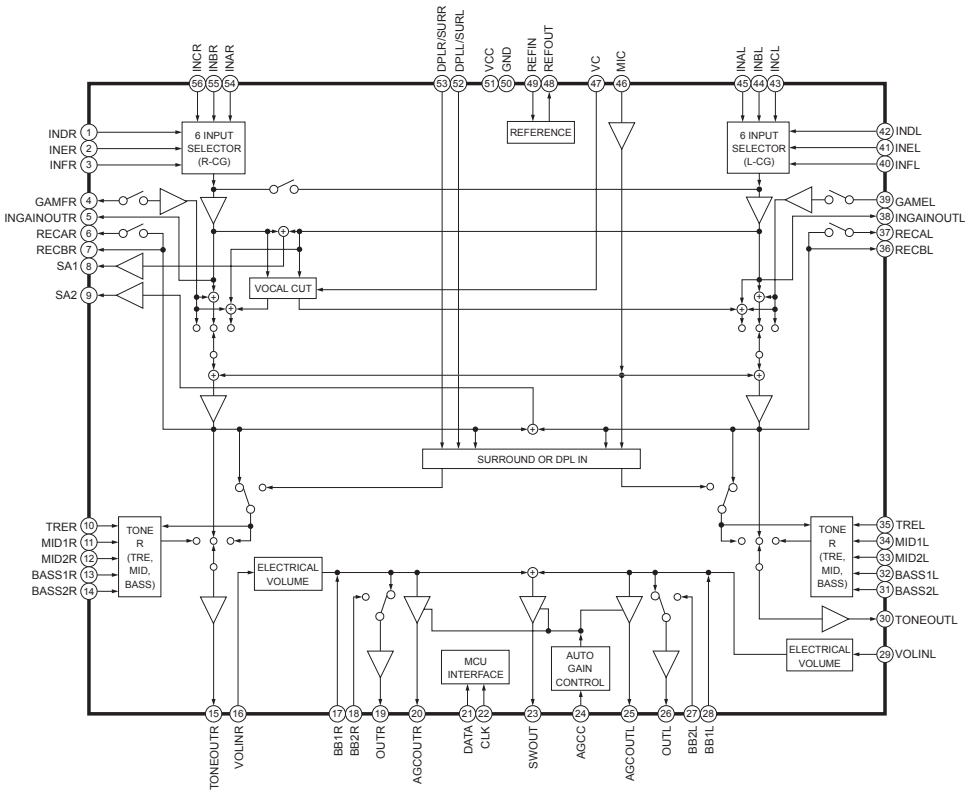 INCR
INBR
INAR
DPLR/SURR
DPLL/SURL
VCC
GND
REFIN
REFOUT
VC
MIC
INAL
INBL
INCL
56
55
54
53
52
51
50
49
48
47
46
45
44
43
INDR 1
INER 2
INFR 3
GAMFR 4
INGAINOUTR 5
RECAR 6
RECBR 7
SA1 8
SA2 9
TRER 10
MID1R 11
MID2R 12
BASS1R 13
BASS2R 14
6 INPUT
SELECTOR
(R-CG)
REFERENCE
6 INPUT
SELECTOR
(L-CG)
42 INDL
41 INEL
40 INFL
39 GAMEL
38 INGAINOUTL
37 RECAL
36 RECBL
VOCAL CUT
+
+
+
+
+
+
+
+
+
SURROUND OR DPL IN
TONE
R
(TRE,
MID,
BASS)
TONE
R
(TRE,
MID,
BASS)
35 TREL
34 MID1L
33 MID2L
32 BASS1L
31 BASS2L
30 TONEOUTL
29 VOLINL
ELECTRICAL
VOLUME
+
MCU
INTERFACE
AUTO
GAIN
CONTROL
ELECTRICAL
VOLUME
15
16
17
18
19
20
21
22
23
24
25
26
27
28
TONEOUTR
VOLINR
BB1R
BB2R
OUTR
AGCOUTR
DATA
CLK
SWOUT
AGCC
AGCOUTL
OUTL
BB2L
BB1L